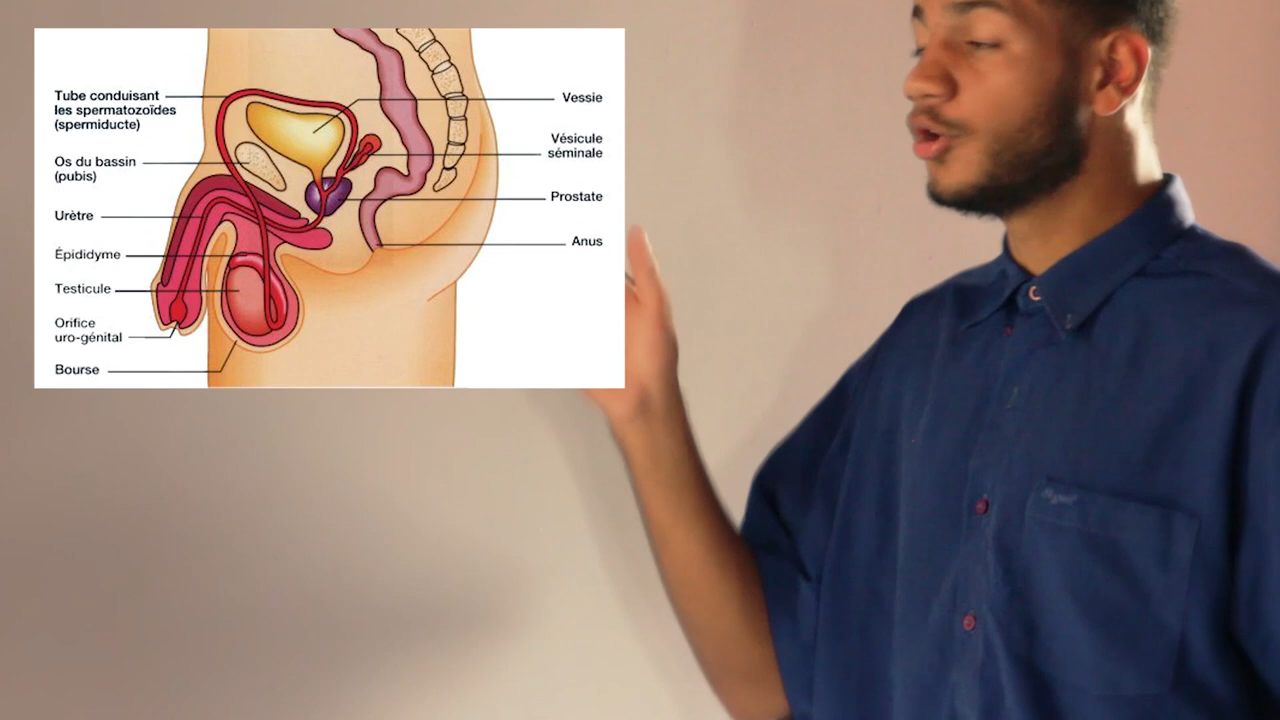 Tube conduisant
les spermatozoïdes
(spermiducte)
Os du bassin
(pubis)
Urètre
Épididyme
Testicule
Orifice
uro-génital
Bourse
Vessie
Vésicule
séminale
Prostate
Anus